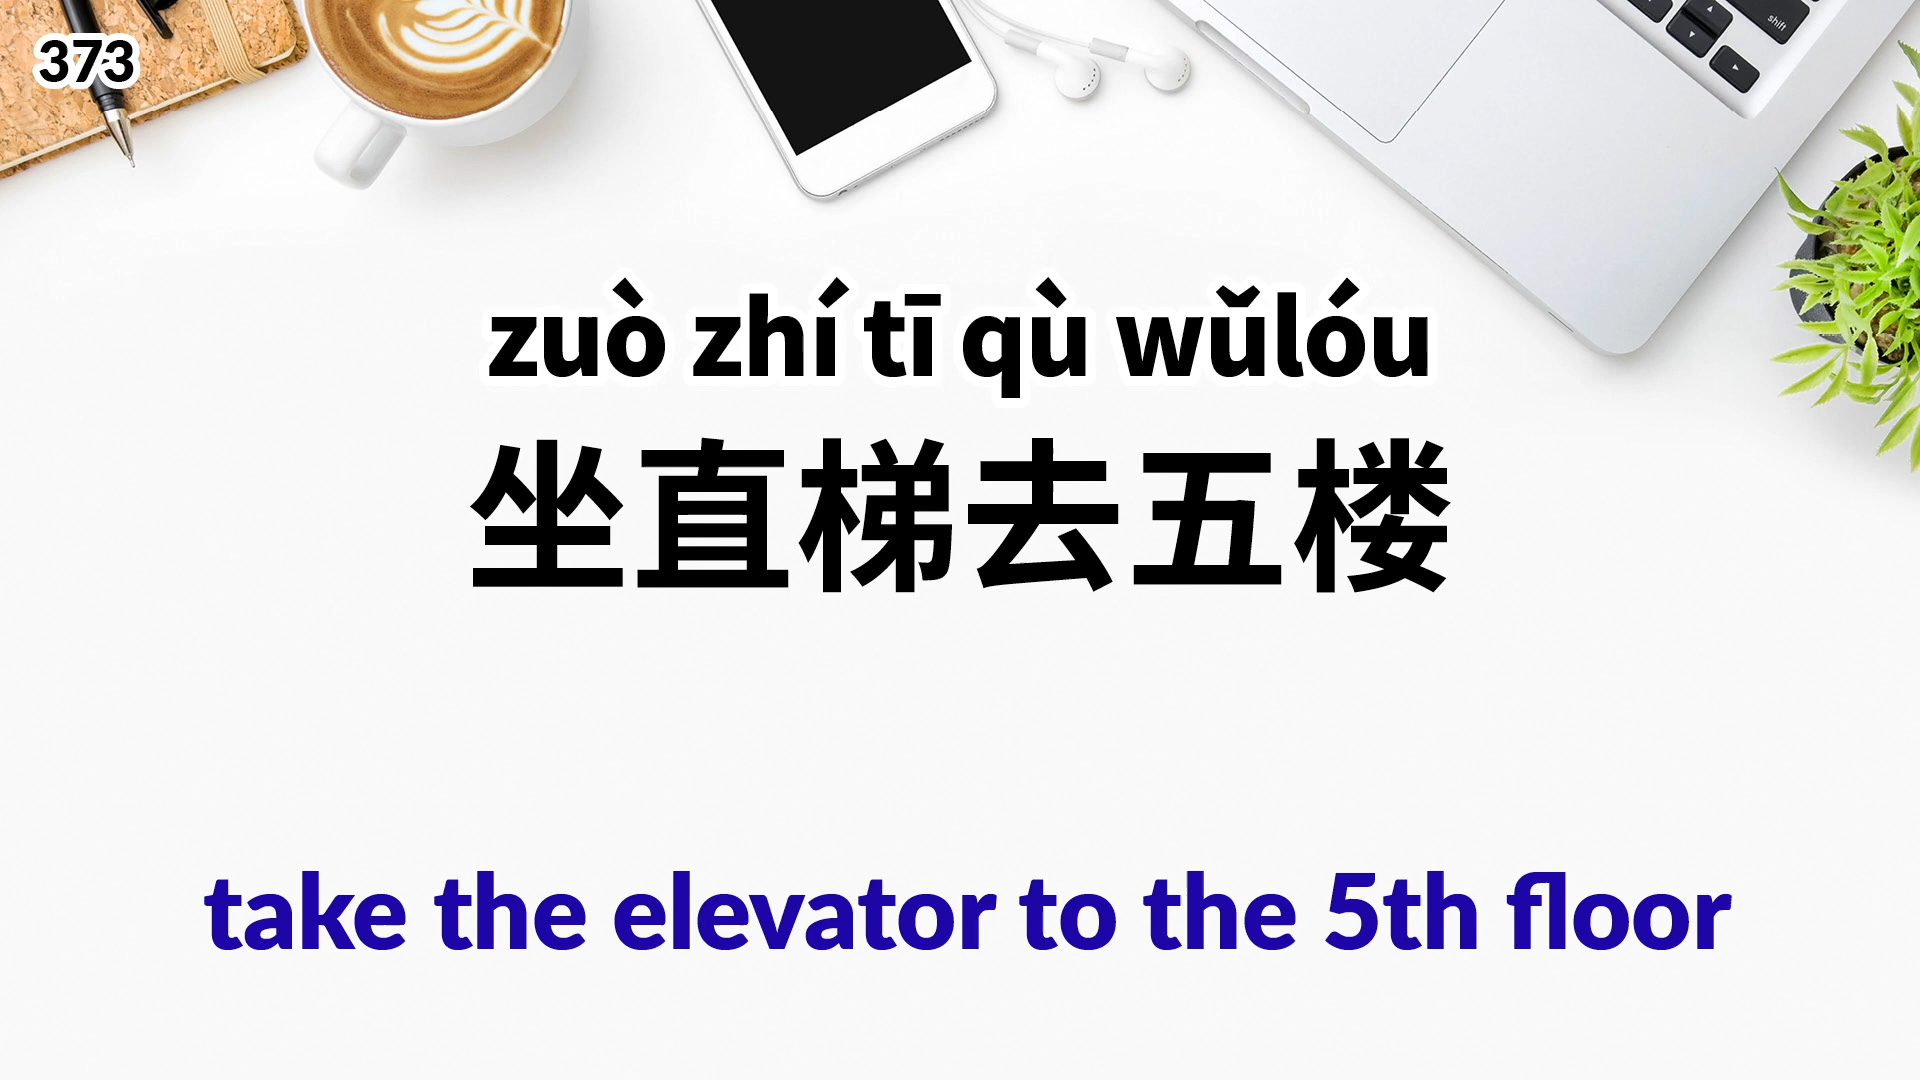 373
shift
zuò zhí tī qù wǔlóu
坐直梯去五楼
take the elevator to the 5th floor